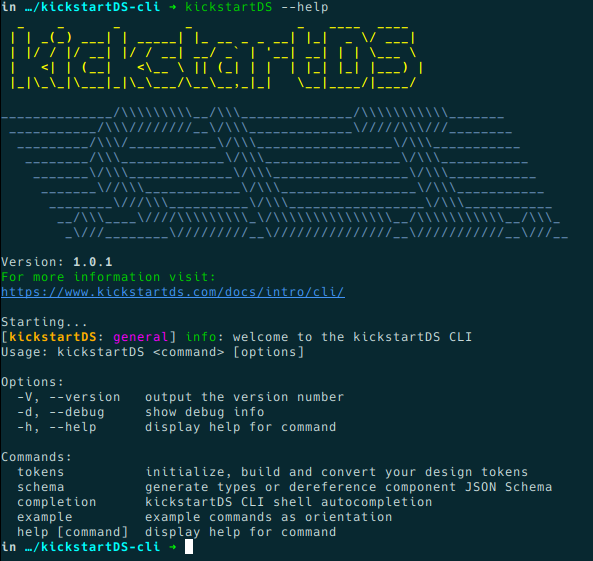 in …/kickstartDS-cli → kickstartDS --help
kickstartDS
CLI.
Version: 1.0.1
For more information visit:
https://www.kickstartds.com/docs/intro/cli/
Starting...
[kickstartDS: general] info: welcome to the kickstartDS CLI
Usage: kickstartDS <command> [options]
Options:
-V, --version output the version number
-d, --debug show debug info
-h, --help display help for command
Commands:
tokens initialize, build and convert your design tokens
schema generate types or dereference component JSON Schema
completion kickstartDS CLI shell autocompletion
example example commands as orientation
help [command] display help for command
in …/kickstartDS-cli →